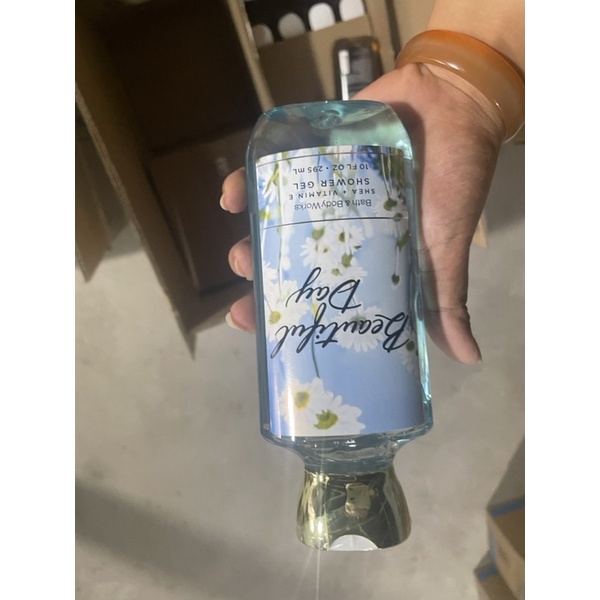 Beautiful
Day
Bath & Body Works
SHEA + VITAMIN E
SHOWER GEL
10 FL OZ • 295 mL